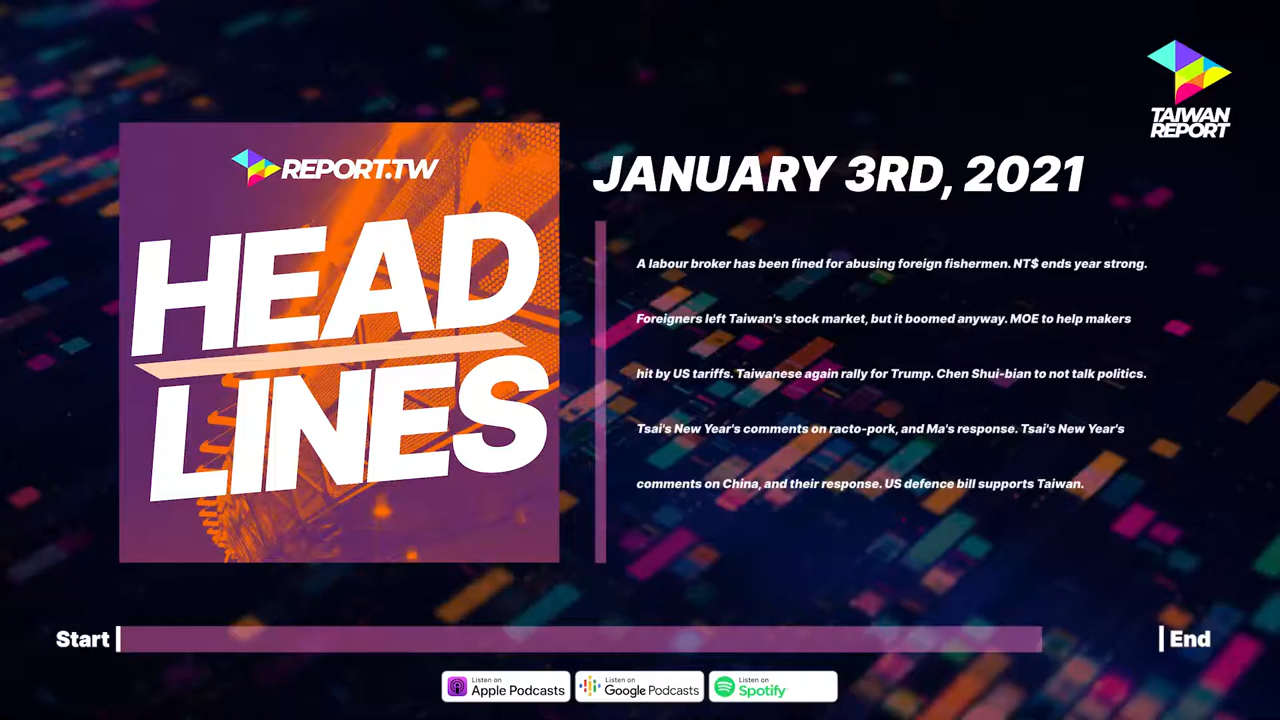 TAIWAN
REPORT
REPORT.TW
HEAD
LINES
JANUARY 3RD, 2021
A labour broker has been fined for abusing foreign fishermen. NT$ ends year strong.
Foreigners left Taiwan's stock market, but it boomed anyway. MOE to help makers
hit by US tariffs. Taiwanese again rally for Trump. Chen Shui-bian to not talk politics.
Tsai's New Year's comments on racto-pork, and Ma's response. Tsai's New Year's
comments on China, and their response. US defence bill supports Taiwan.
Start
End
Listen on
Apple Podcasts
Listen on
Google Podcasts
Listen on
Spotify